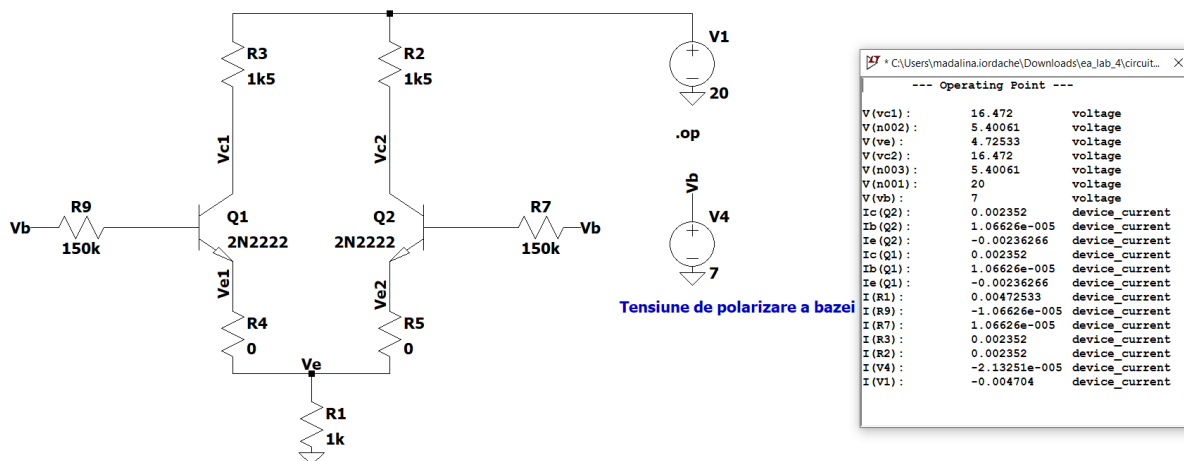 R3
1k5
R2
1k5
V1
20
.op
Vc1
Vc2
Vb
R9
Vb
150k
Q1
2N2222
Q2
2N2222
R7
Vb
150k
V4
7
Ve1
Ve2
Tensiune de polarizare a bazei
R4
0
R5
0
Ve
R1
1k
* C:\Users\madalina.iordache\Downloads\ea_lab_4\circuit...
--- Operating Point ---
V(vc1): 16.472 voltage
V(n002): 5.40061 voltage
V(ve): 4.72533 voltage
V(vc2): 16.472 voltage
V(n003): 5.40061 voltage
V(n001): 20 voltage
V(vb): 7 voltage
Ic(Q2): 0.002352 device_current
Ib(Q2): 1.06626e-005 device_current
Ie(Q2): -0.00236266 device_current
Ic(Q1): 0.002352 device_current
Ib(Q1): 1.06626e-005 device_current
Ie(Q1): -0.00236266 device_current
I(R1): 0.00472533 device_current
I(R9): -1.06626e-005 device_current
I(R7): 1.06626e-005 device_current
I(R3): 0.002352 device_current
I(R2): 0.002352 device_current
I(V4): -2.13251e-005 device_current
I(V1): -0.004704 device_current